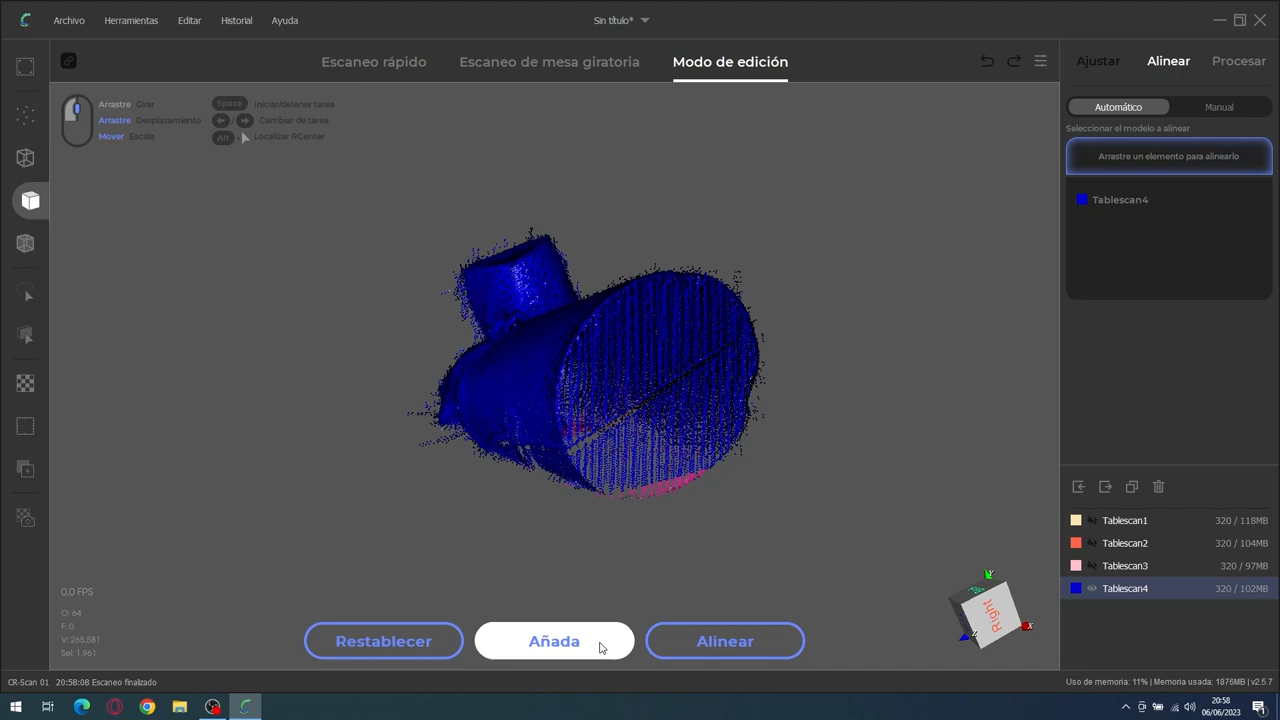 Archivo Herramientas Editar Historial Ayuda
Sin título*
Escaneo rápido Escaneo de mesa giratoria Modo de edición
Ajustar Alinear Procesar
Arrastre Girar
Arrastre Desplazamiento
Mover Escala
Space Iniciar/detener tarea
/ Cambiar de tarea
Alt Localizar RCenter
Automático Manual
Seleccionar el modelo a alinear
Arrastre un elemento para alinearlo
Tablescan4
Tablescan1 320 / 118MB
Tablescan2 320 / 104MB
Tablescan3 320 / 97MB
Tablescan4 320 / 102MB
Right
Y
X
Z
0.0 FPS
O: 64
F: 0
V: 265,581
Sel: 1,961
Restablecer Añada Alinear
CR-Scan 01 20:58:08 Escaneo finalizado
Uso de memoria: 11% | Memoria usada: 1876MB | v2.5.7
20:58
06/06/2023
1